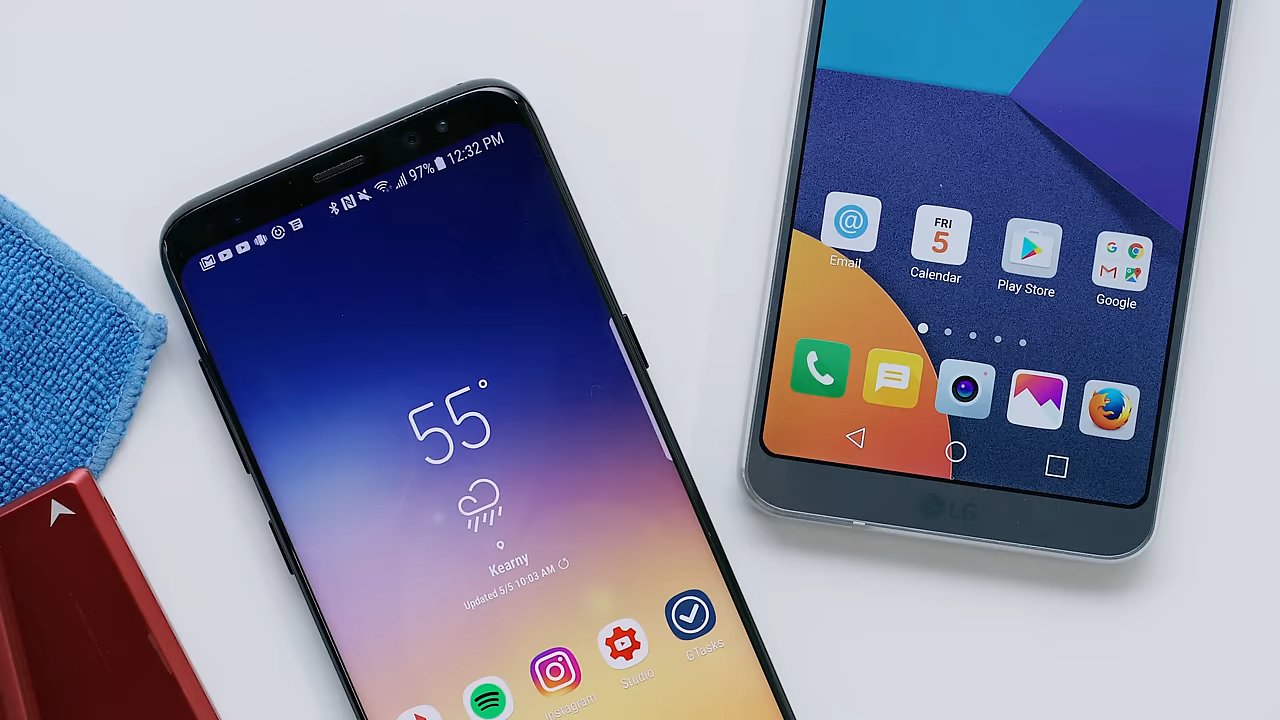 97% 12:32 PM
55°
Kearny
Updated 5/5 10:03 AM
Instagram
Studio
GTasks
@
Email
FRI
5
Calendar
Play Store
G
M
Google
LG